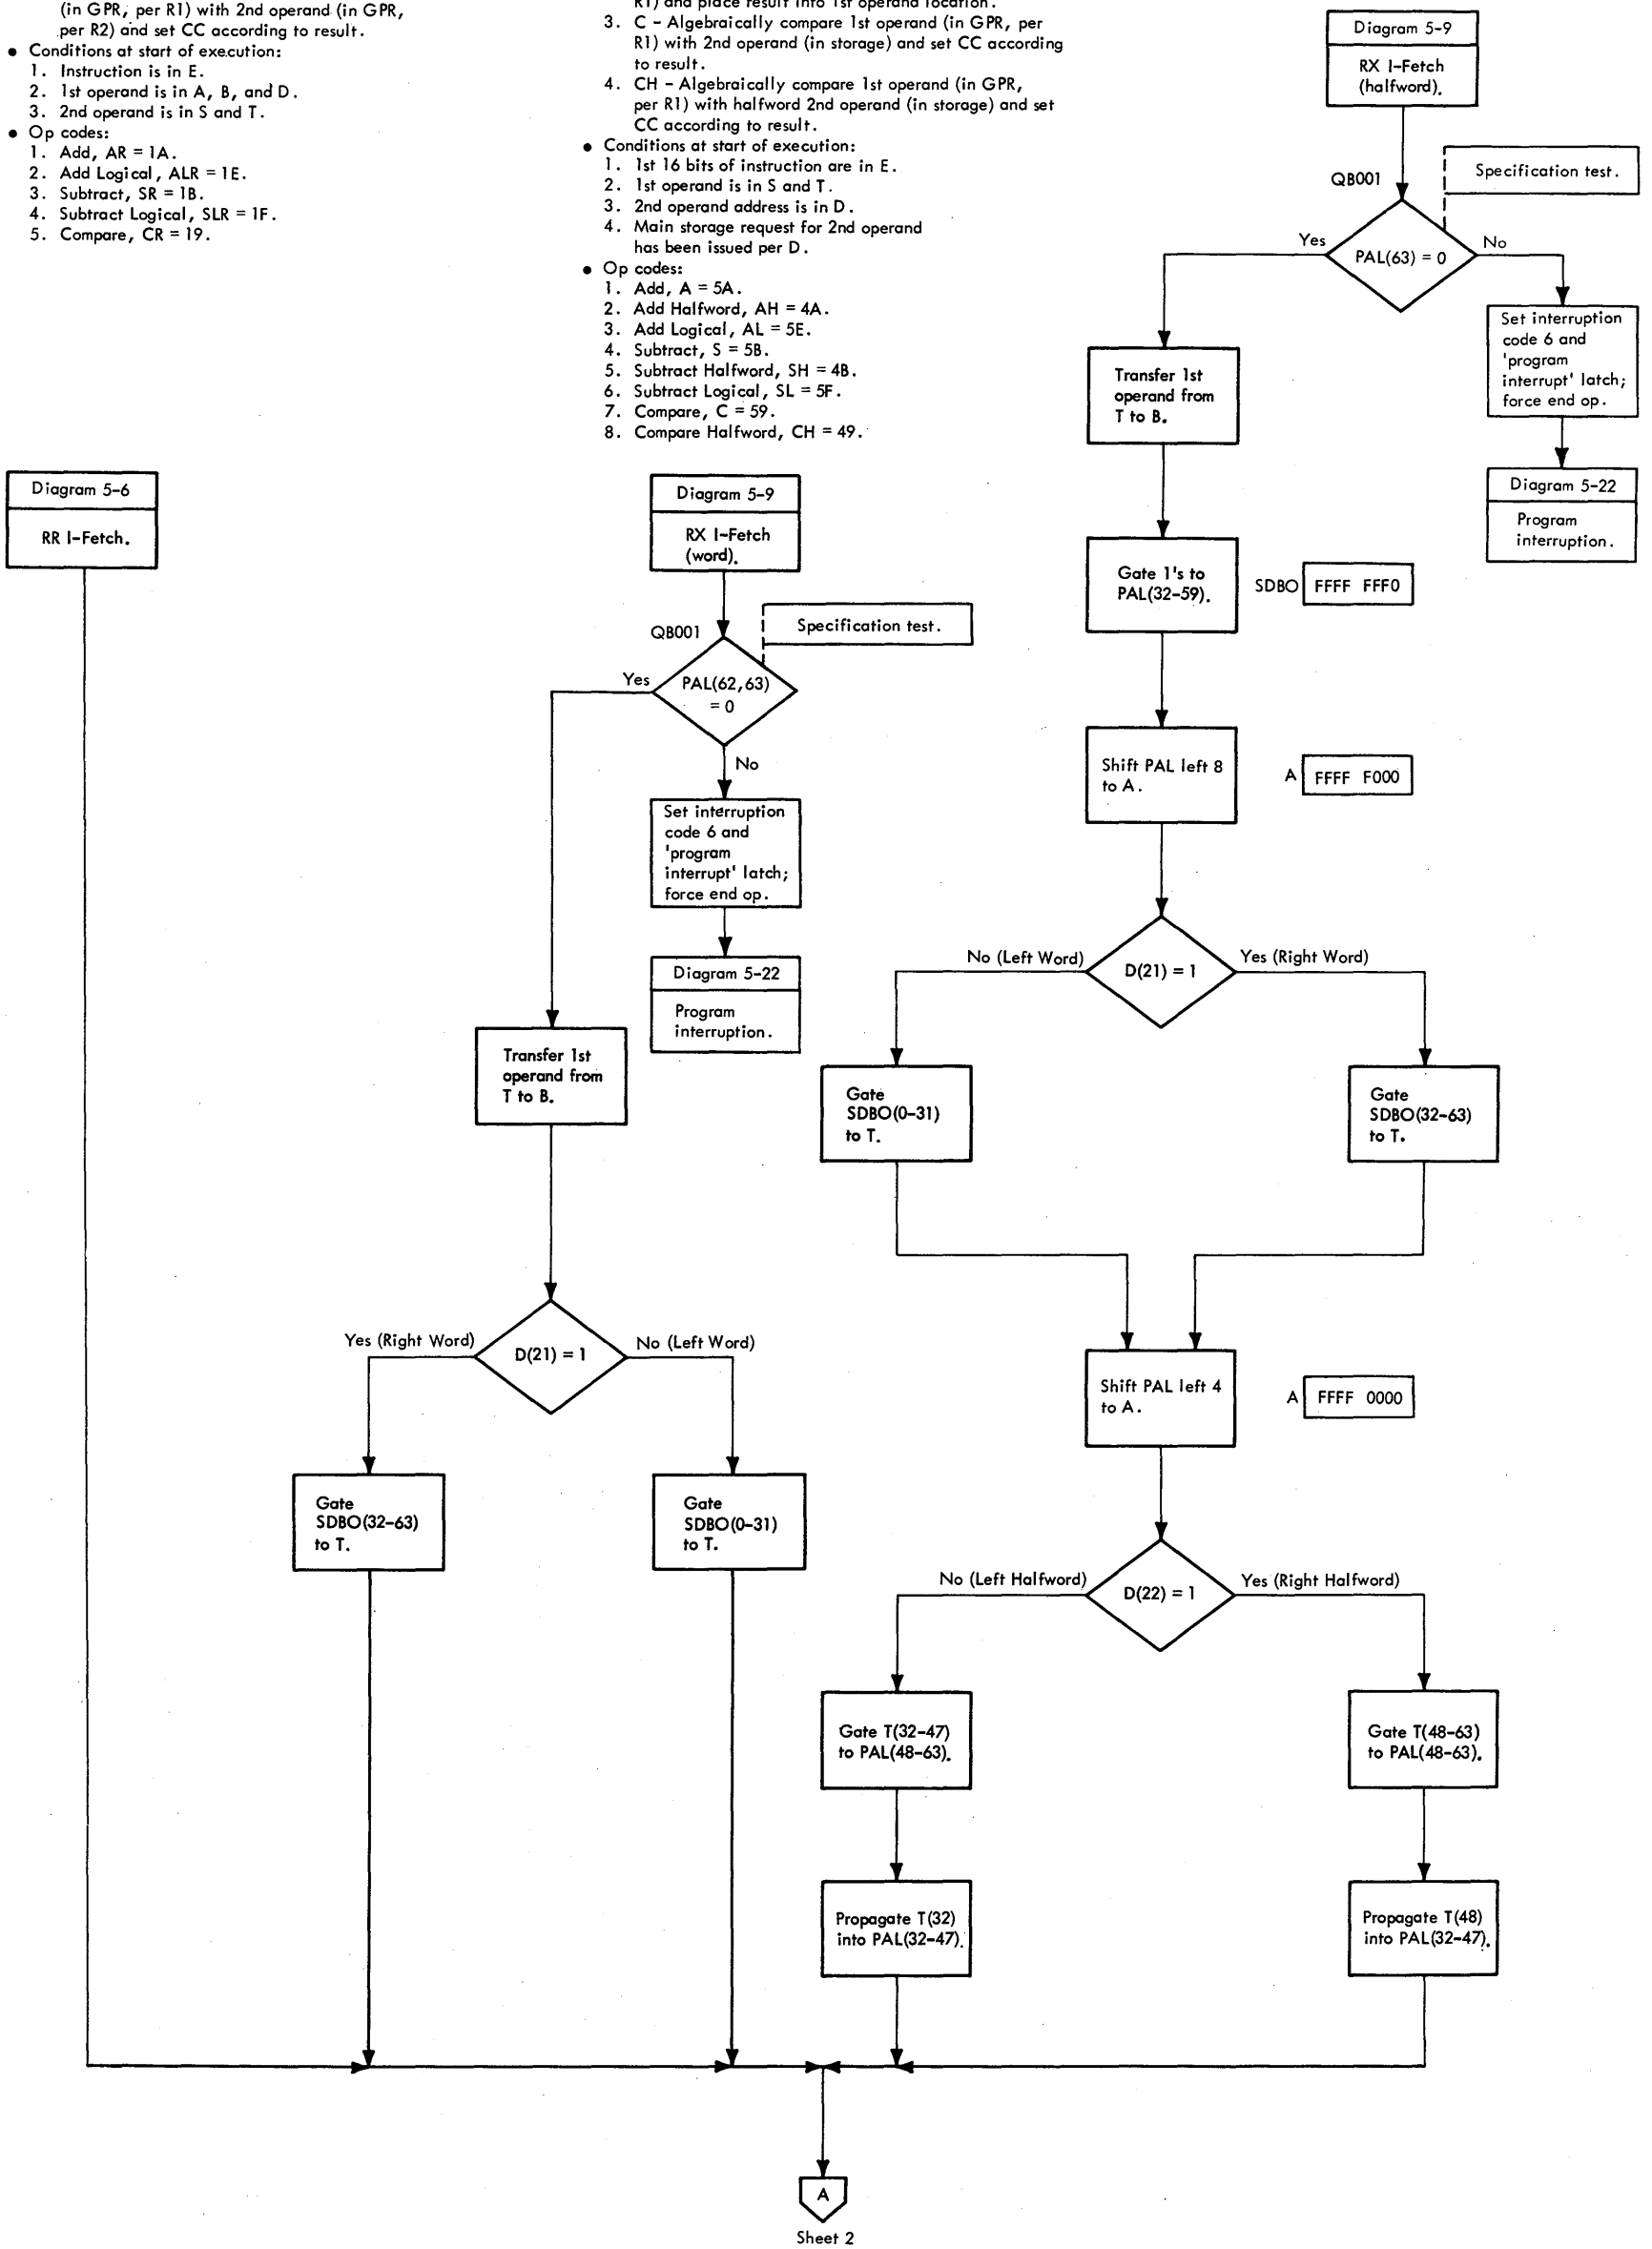 (in GPR, per R1) with 2nd operand (in GPR,
per R2) and set CC according to result.
• Conditions at start of execution:
1. Instruction is in E.
2. 1st operand is in A, B, and D.
3. 2nd operand is in S and T.
• Op codes:
1. Add, AR = 1A.
2. Add Logical, ALR = 1E.
3. Subtract, SR = 1B.
4. Subtract Logical, SLR = 1F.
5. Compare, CR = 19.
R1) and place result into 1st operand location.
3. C – Algebraically compare 1st operand (in GPR, per
R1) with 2nd operand (in storage) and set CC according
to result.
4. CH – Algebraically compare 1st operand (in GPR,
per R1) with halfword 2nd operand (in storage) and set
CC according to result.
• Conditions at start of execution:
1. 1st 16 bits of instruction are in E.
2. 1st operand is in S and T.
3. 2nd operand address is in D.
4. Main storage request for 2nd operand
has been issued per D.
• Op codes:
1. Add, A = 5A.
2. Add Halfword, AH = 4A.
3. Add Logical, AL = 5E.
4. Subtract, S = 5B.
5. Subtract Halfword, SH = 4B.
6. Subtract Logical, SL = 5F.
7. Compare, C = 59.
8. Compare Halfword, CH = 49.
Diagram 5-9
RX I-Fetch
(halfword).
Specification test.
QB001
Yes
PAL(63) = 0
No
Set interruption
code 6 and
'program
interrupt' latch;
force end op.
Diagram 5-22
Program
interruption.
Transfer 1st
operand from
T to B.
Gate 1's to
PAL(32-59).
SDBO
FFFF FFF0
Shift PAL left 8
to A.
A
FFFF F000
No (Left Word)
D(21) = 1
Yes (Right Word)
Gate
SDBO(0-31)
to T.
Gate
SDBO(32-63)
to T.
Shift PAL left 4
to A.
A
FFFF 0000
No (Left Halfword)
D(22) = 1
Yes (Right Halfword)
Gate T(32-47)
to PAL(48-63).
Gate T(48-63)
to PAL(48-63).
Propagate T(32)
into PAL(32-47).
Propagate T(48)
into PAL(32-47).
Diagram 5-6
RR I-Fetch.
Diagram 5-9
RX I-Fetch
(word).
Specification test.
QB001
Yes
PAL(62,63)
= 0
No
Set interruption
code 6 and
'program
interrupt' latch;
force end op.
Diagram 5-22
Program
interruption.
Transfer 1st
operand from
T to B.
Yes (Right Word)
D(21) = 1
No (Left Word)
Gate
SDBO(32-63)
to T.
Gate
SDBO(0-31)
to T.
A
Sheet 2